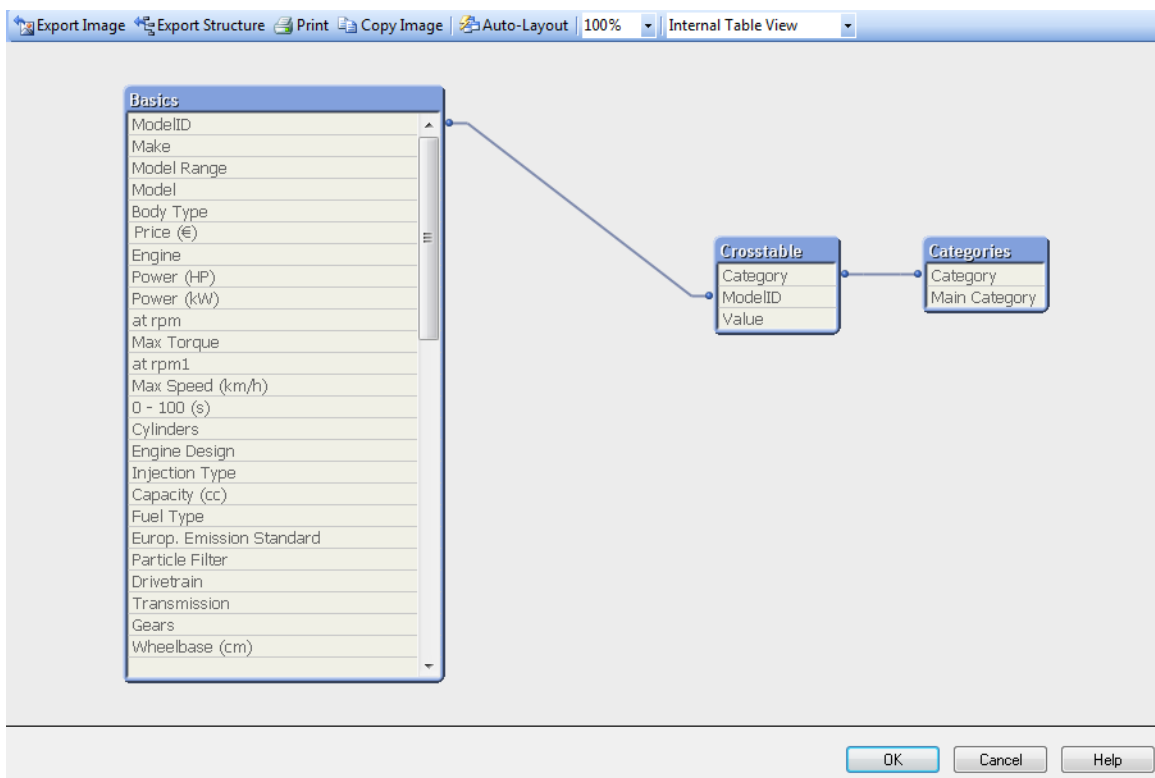 Export Image Export Structure Print Copy Image Auto-Layout 100% Internal Table View
Basics
ModelID
Make
Model Range
Model
Body Type
Price (€)
Engine
Power (HP)
Power (kW)
at rpm
Max Torque
at rpm1
Max Speed (km/h)
0 - 100 (s)
Cylinders
Engine Design
Injection Type
Capacity (cc)
Fuel Type
Europ. Emission Standard
Particle Filter
Drivetrain
Transmission
Gears
Wheelbase (cm)
Crosstable
Category
ModelID
Value
Categories
Category
Main Category
OK Cancel Help